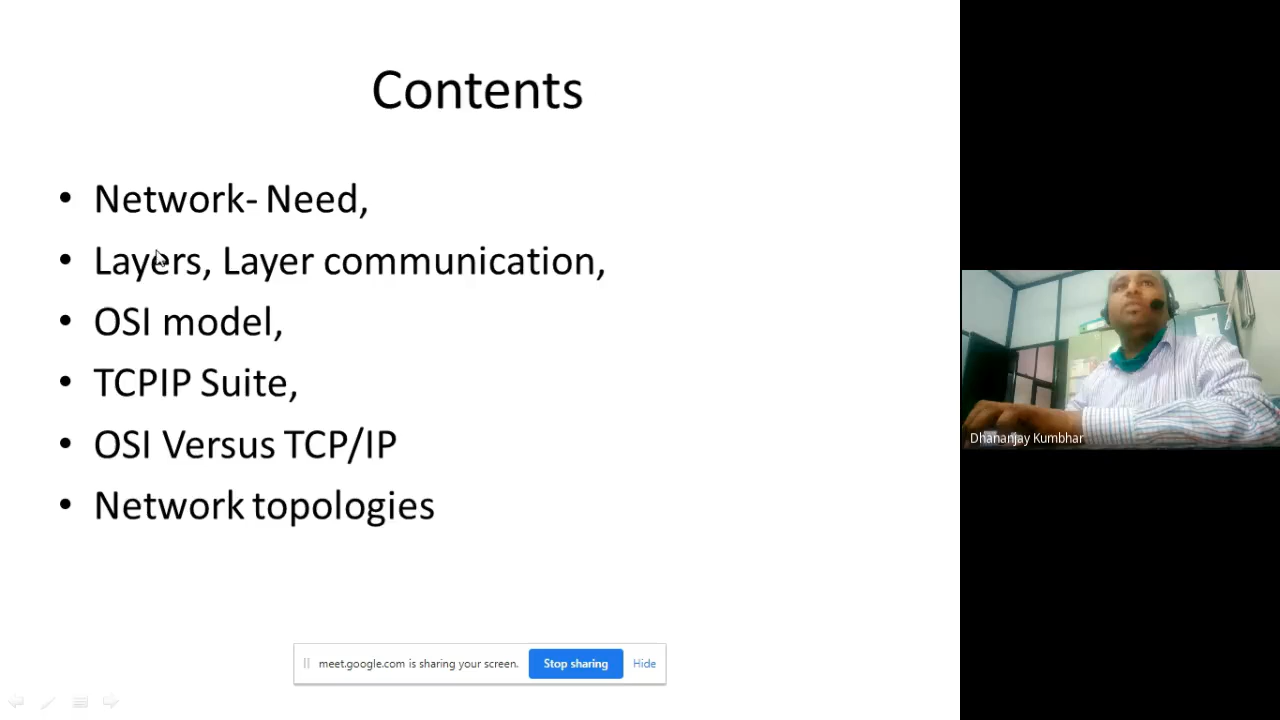 Contents
• Network- Need,
• Layers, Layer communication,
• OSI model,
• TCPIP Suite,
• OSI Versus TCP/IP
• Network topologies
meet.google.com is sharing your screen. Stop sharing Hide
Dhananjay Kumbhar